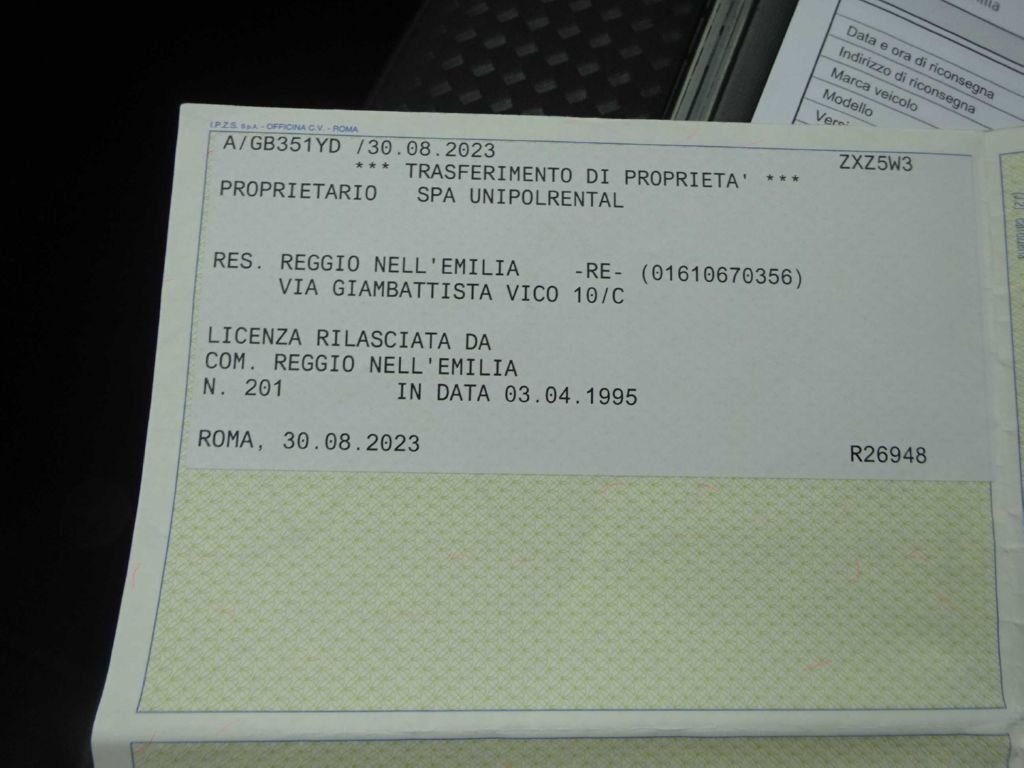 ilia
Data e ora di riconsegna
Indirizzo di riconsegna
Marca veicolo
Modello
I.P.Z.S. S.p.A. - OFFICINA C.V. - ROMA
A/GB351YD /30.08.2023 ZXZ5W3
*** TRASFERIMENTO DI PROPRIETA' ***
PROPRIETARIO SPA UNIPOLRENTAL
RES. REGGIO NELL'EMILIA -RE- (01610670356)
VIA GIAMBATTISTA VICO 10/C
LICENZA RILASCIATA DA
COM. REGGIO NELL'EMILIA
N. 201 IN DATA 03.04.1995
ROMA, 30.08.2023 R26948